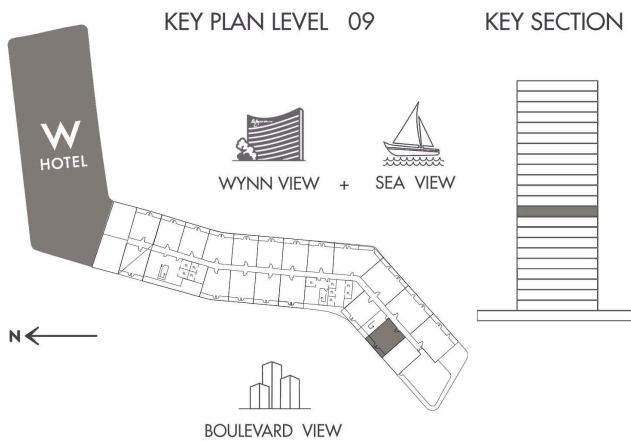 KEY PLAN LEVEL 09
KEY SECTION
W
HOTEL
WYNN VIEW + SEA VIEW
N
BOULEVARD VIEW